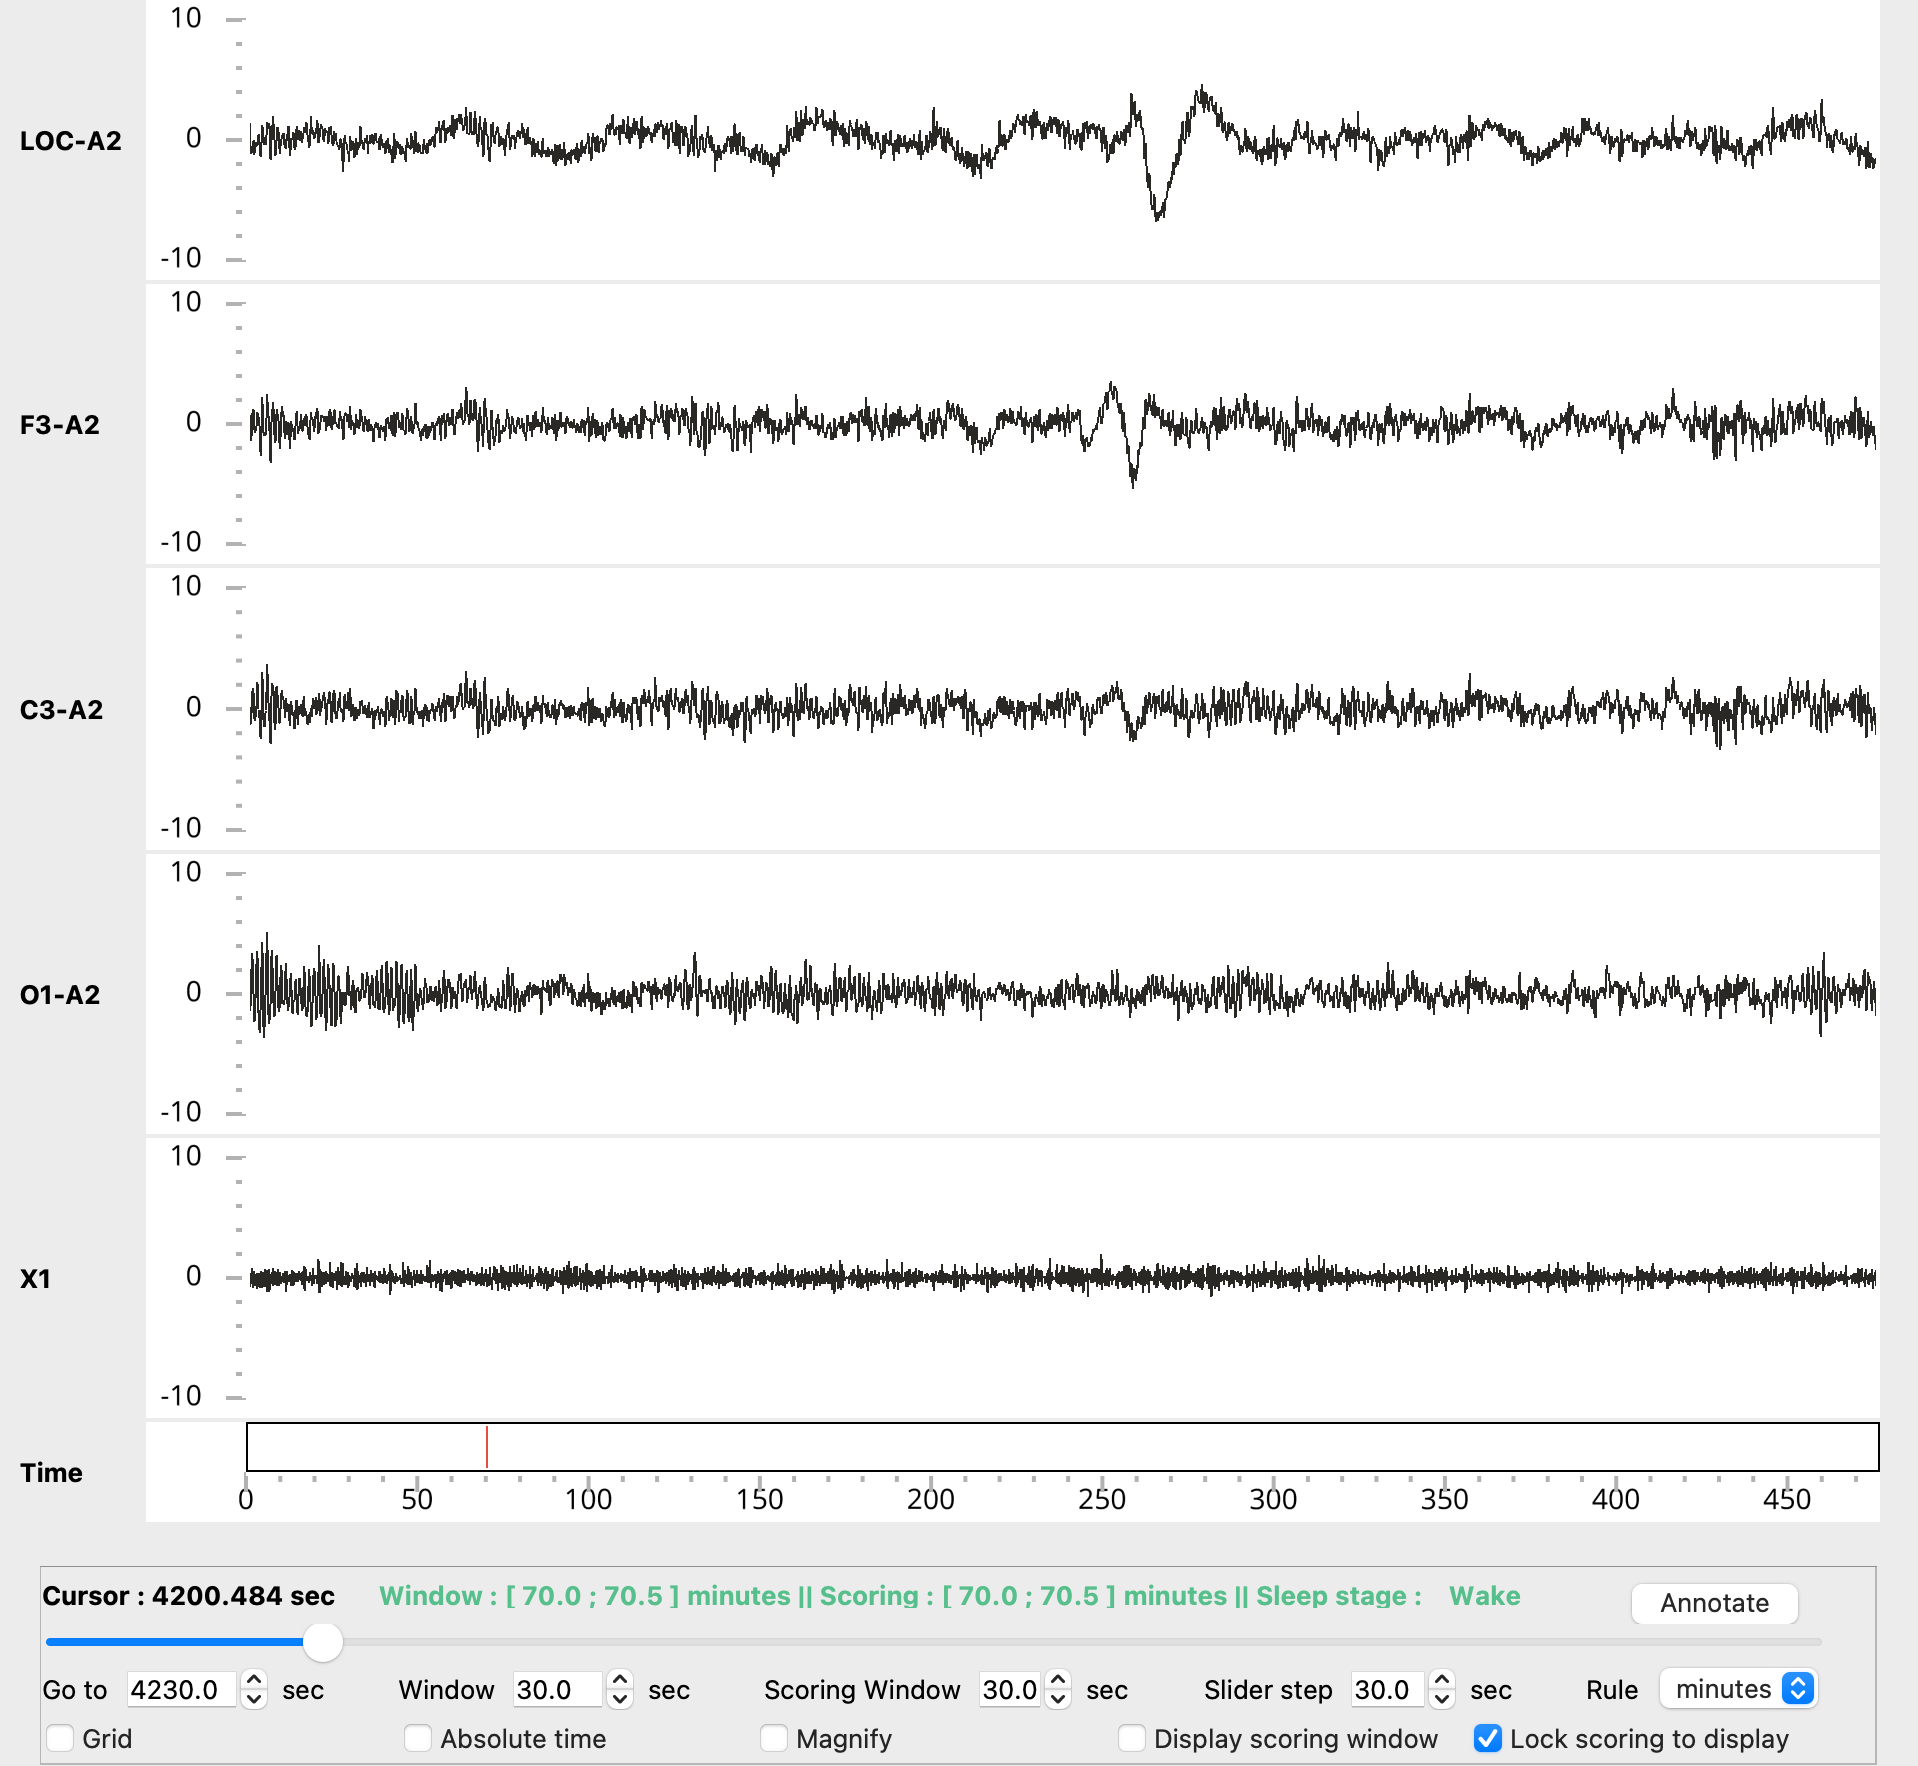 10
LOC-A2 0
-10
10
F3-A2 0
-10
10
C3-A2 0
-10
10
O1-A2 0
-10
10
X1 0
-10
Time
0 50 100 150 200 250 300 350 400 450
Cursor : 4200.484 sec Window : [ 70.0 ; 70.5 ] minutes || Scoring : [ 70.0 ; 70.5 ] minutes || Sleep stage : Wake Annotate
Go to 4230.0 sec Window 30.0 sec Scoring Window 30.0 sec Slider step 30.0 sec Rule minutes
Grid Absolute time Magnify Display scoring window Lock scoring to display